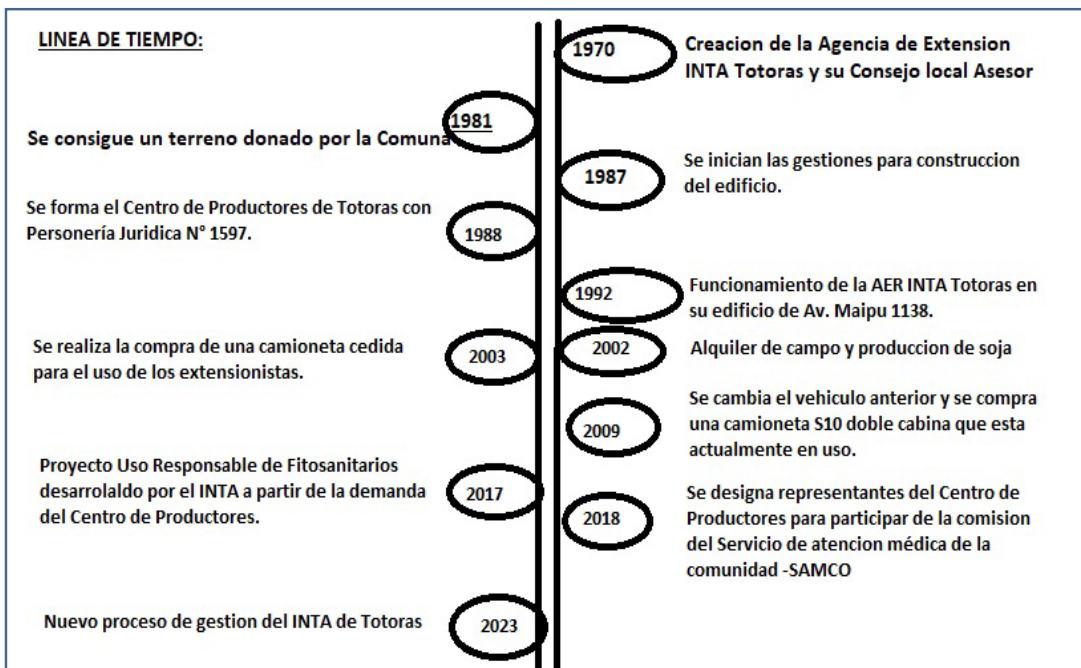 LINEA DE TIEMPO:
1970
Creacion de la Agencia de Extension
INTA Totoras y su Consejo local Asesor
1981
Se consigue un terreno donado por la Comuna
1987
Se inician las gestiones para construccion
del edificio.
Se forma el Centro de Productores de Totoras con
Personería Juridica N° 1597.
1988
1992
Funcionamiento de la AER INTA Totoras en
su edificio de Av. Maipu 1138.
Se realiza la compra de una camioneta cedida
para el uso de los extensionistas.
2003
2002
Alquiler de campo y produccion de soja
2009
Se cambia el vehiculo anterior y se compra
una camioneta S10 doble cabina que esta
actualmente en uso.
Proyecto Uso Responsable de Fitosanitarios
desarrolaldo por el INTA a partir de la demanda
del Centro de Productores.
2017
2018
Se designa representantes del Centro de
Productores para participar de la comision
del Servicio de atencion médica de la
comunidad -SAMCO
Nuevo proceso de gestion del INTA de Totoras
2023